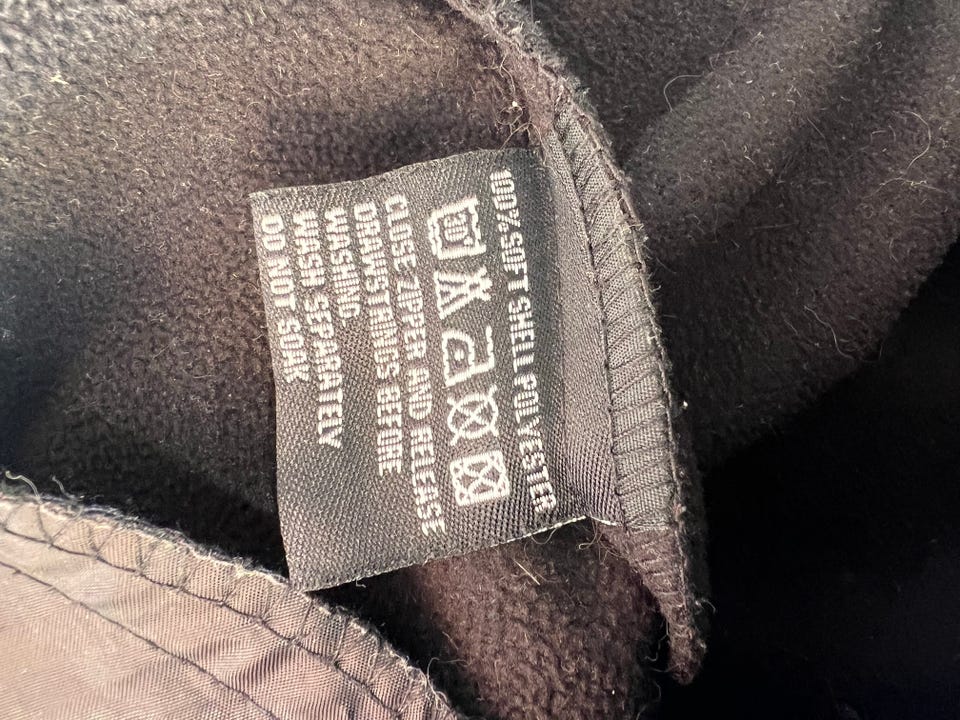 100% SOFT SHELL POLYESTER
CLOSE ZIPPER AND RELEASE
DRAWSTRINGS BEFORE
WASHING
WASH SEPARATELY
DO NOT SOAK